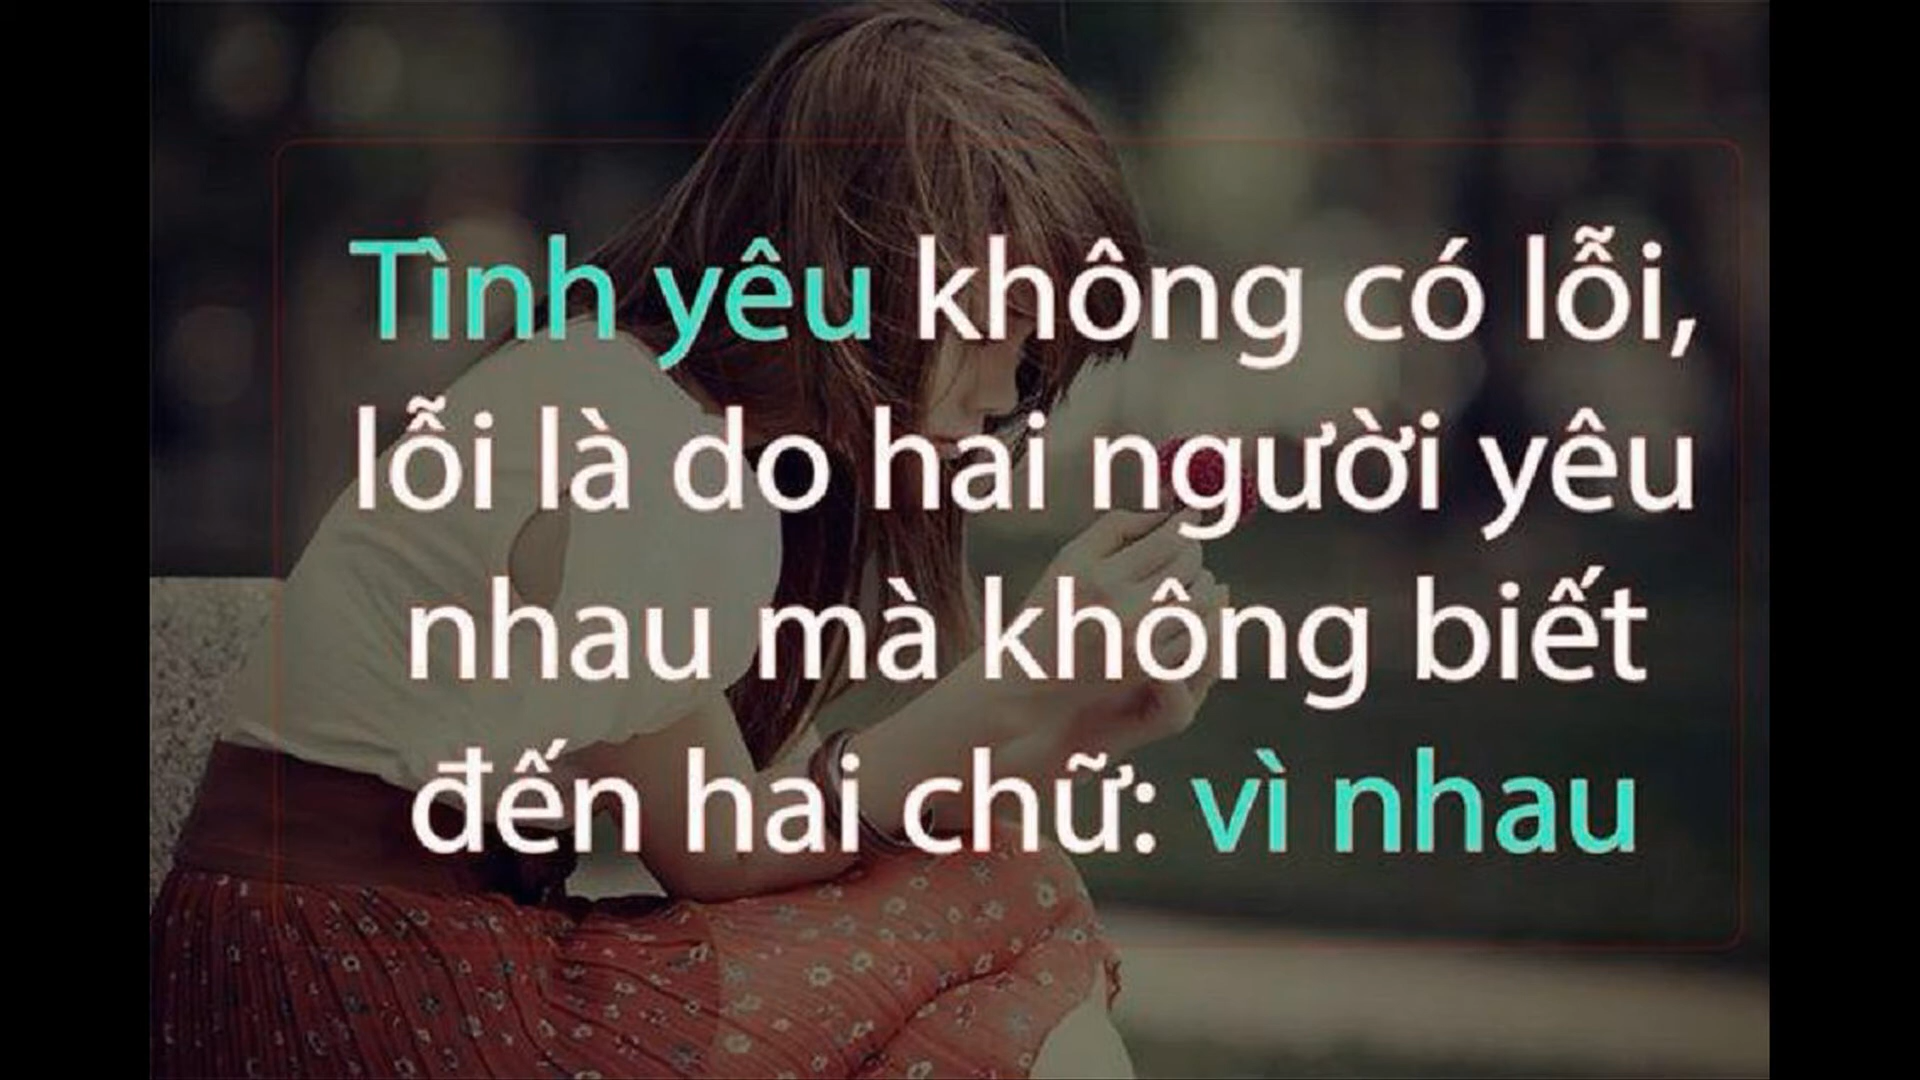 Tình yêu không có lỗi,
lỗi là do hai người yêu
nhau mà không biết
đến hai chữ: vì nhau